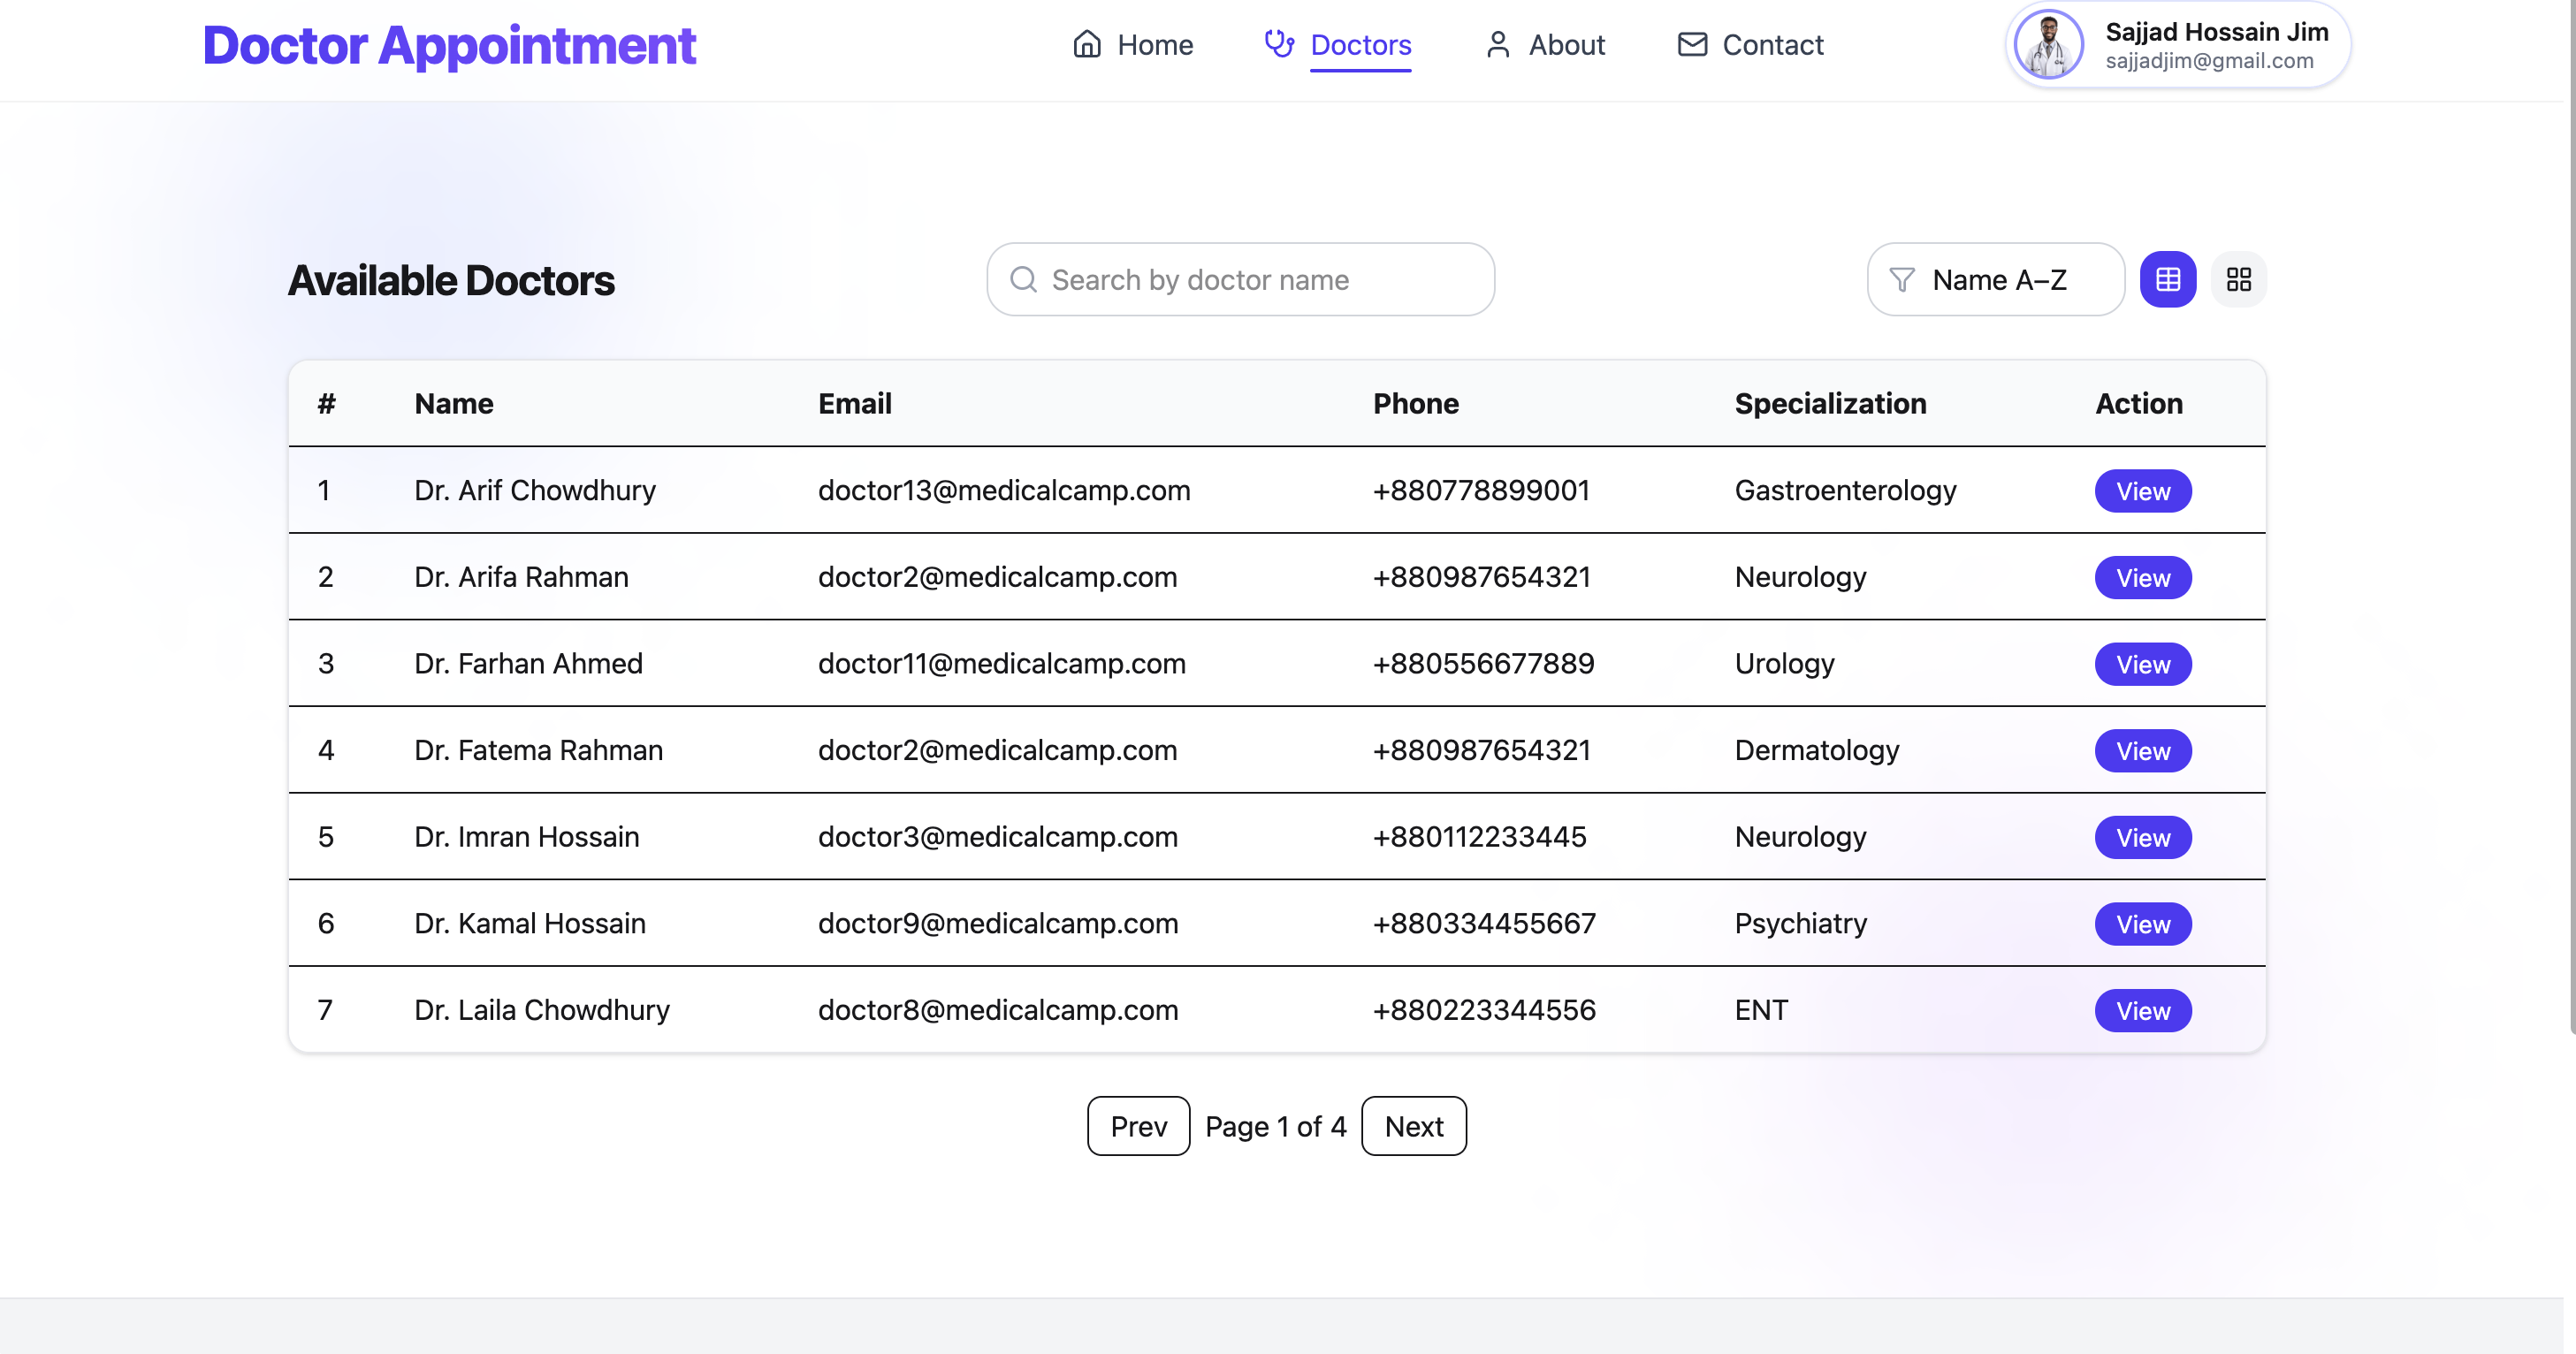 Doctor Appointment
Home
Doctors
About
Contact
Sajjad Hossain Jim
sajjadjim@gmail.com
Available Doctors
Search by doctor name
Name A–Z
# Name Email Phone Specialization Action
1 Dr. Arif Chowdhury doctor13@medicalcamp.com +880778899001 Gastroenterology View
2 Dr. Arifa Rahman doctor2@medicalcamp.com +880987654321 Neurology View
3 Dr. Farhan Ahmed doctor11@medicalcamp.com +880556677889 Urology View
4 Dr. Fatema Rahman doctor2@medicalcamp.com +880987654321 Dermatology View
5 Dr. Imran Hossain doctor3@medicalcamp.com +880112233445 Neurology View
6 Dr. Kamal Hossain doctor9@medicalcamp.com +880334455667 Psychiatry View
7 Dr. Laila Chowdhury doctor8@medicalcamp.com +880223344556 ENT View
Prev Page 1 of 4 Next